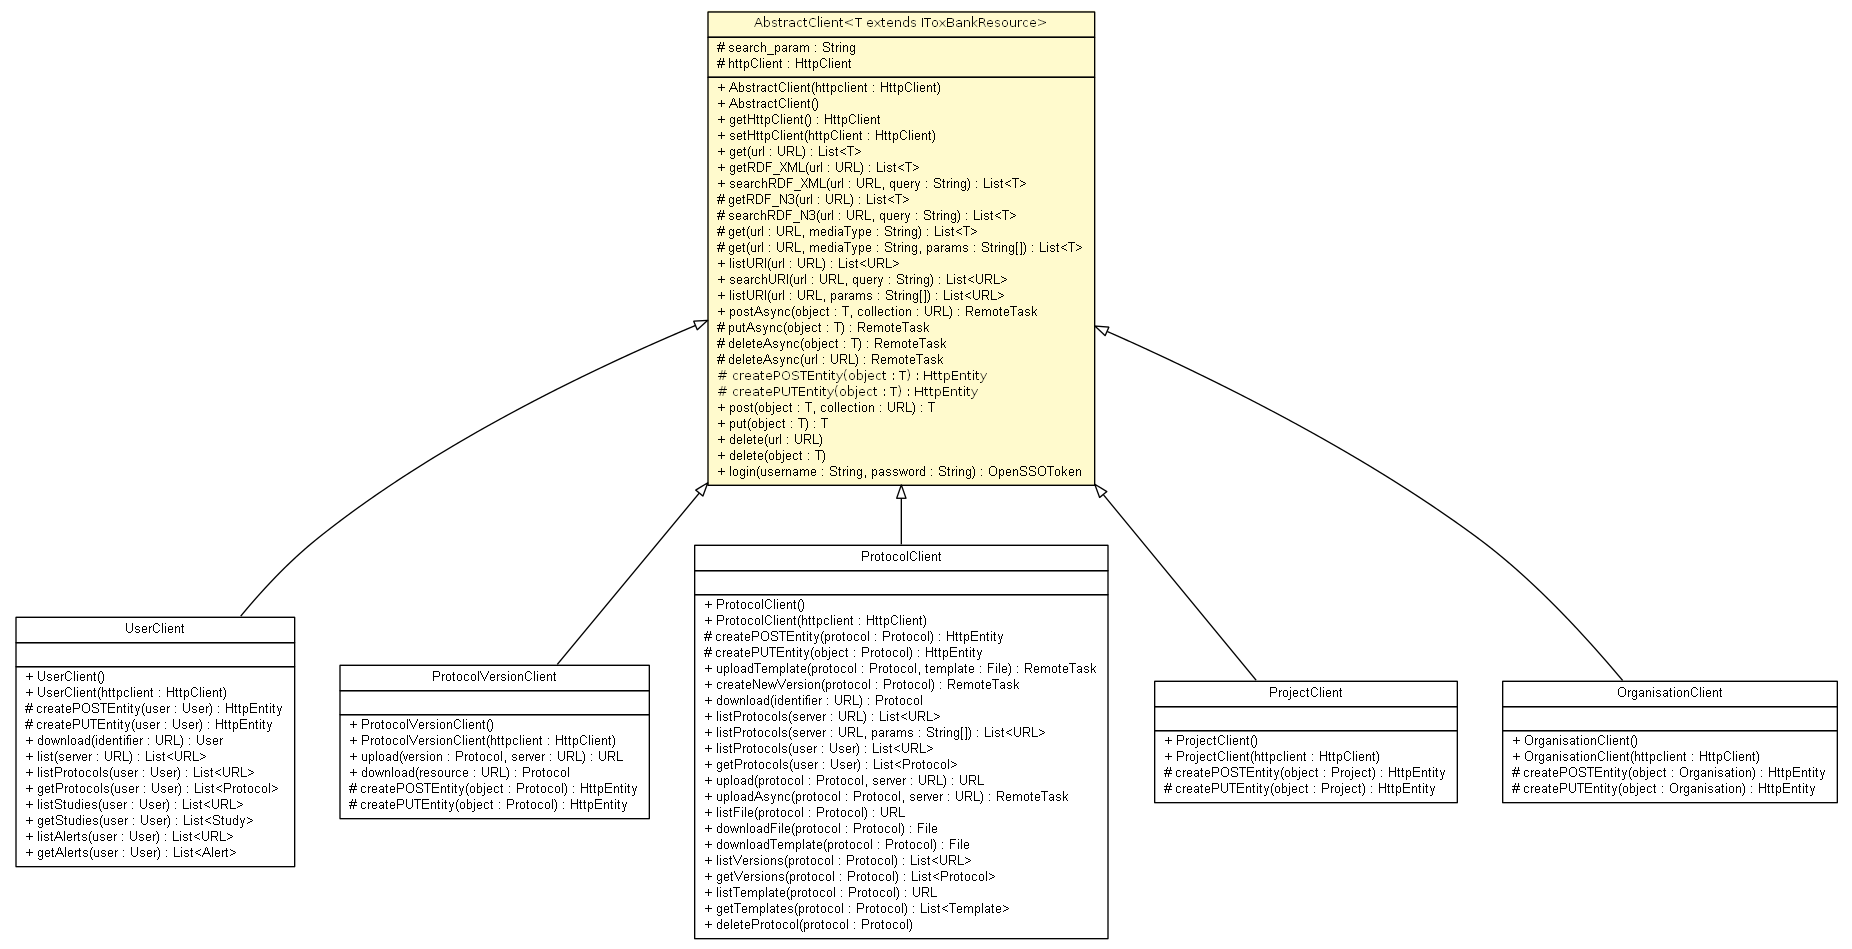 AbstractClient<T extends IToxBankResource>
# search_param : String
# httpClient : HttpClient
+ AbstractClient(httpclient : HttpClient)
+ AbstractClient()
+ getHttpClient() : HttpClient
+ setHttpClient(httpClient : HttpClient)
+ get(url : URL) : List<T>
+ getRDF_XML(url : URL) : List<T>
+ searchRDF_XML(url : URL, query : String) : List<T>
# getRDF_N3(url : URL) : List<T>
# searchRDF_N3(url : URL, query : String) : List<T>
# get(url : URL, mediaType : String) : List<T>
# get(url : URL, mediaType : String, params : String[]) : List<T>
+ listURI(url : URL) : List<URL>
+ searchURI(url : URL, query : String) : List<URL>
+ listURI(url : URL, params : String[]) : List<URL>
+ postAsync(object : T, collection : URL) : RemoteTask
# putAsync(object : T) : RemoteTask
# deleteAsync(object : T) : RemoteTask
# deleteAsync(url : URL) : RemoteTask
# createPOSTEntity(object : T) : HttpEntity
# createPUTEntity(object : T) : HttpEntity
+ post(object : T, collection : URL) : T
+ put(object : T) : T
+ delete(url : URL)
+ delete(object : T)
+ login(username : String, password : String) : OpenSSOToken
UserClient
+ UserClient()
+ UserClient(httpclient : HttpClient)
# createPOSTEntity(user : User) : HttpEntity
# createPUTEntity(user : User) : HttpEntity
+ download(identifier : URL) : User
+ list(server : URL) : List<URL>
+ listProtocols(user : User) : List<URL>
+ getProtocols(user : User) : List<Protocol>
+ listStudies(user : User) : List<URL>
+ getStudies(user : User) : List<Study>
+ listAlerts(user : User) : List<URL>
+ getAlerts(user : User) : List<Alert>
ProtocolVersionClient
+ ProtocolVersionClient()
+ ProtocolVersionClient(httpclient : HttpClient)
+ upload(version : Protocol, server : URL) : URL
+ download(resource : URL) : Protocol
# createPOSTEntity(object : Protocol) : HttpEntity
# createPUTEntity(object : Protocol) : HttpEntity
ProtocolClient
+ ProtocolClient()
+ ProtocolClient(httpclient : HttpClient)
# createPOSTEntity(protocol : Protocol) : HttpEntity
# createPUTEntity(object : Protocol) : HttpEntity
+ uploadTemplate(protocol : Protocol, template : File) : RemoteTask
+ createNewVersion(protocol : Protocol) : RemoteTask
+ download(identifier : URL) : Protocol
+ listProtocols(server : URL) : List<URL>
+ listProtocols(server : URL, params : String[]) : List<URL>
+ listProtocols(user : User) : List<URL>
+ getProtocols(user : User) : List<Protocol>
+ upload(protocol : Protocol, server : URL) : URL
+ uploadAsync(protocol : Protocol, server : URL) : RemoteTask
+ listFile(protocol : Protocol) : URL
+ downloadFile(protocol : Protocol) : File
+ downloadTemplate(protocol : Protocol) : File
+ listVersions(protocol : Protocol) : List<URL>
+ getVersions(protocol : Protocol) : List<Protocol>
+ listTemplate(protocol : Protocol) : URL
+ getTemplates(protocol : Protocol) : List<Template>
+ deleteProtocol(protocol : Protocol)
ProjectClient
+ ProjectClient()
+ ProjectClient(httpclient : HttpClient)
# createPOSTEntity(object : Project) : HttpEntity
# createPUTEntity(object : Project) : HttpEntity
OrganisationClient
+ OrganisationClient()
+ OrganisationClient(httpclient : HttpClient)
# createPOSTEntity(object : Organisation) : HttpEntity
# createPUTEntity(object : Organisation) : HttpEntity